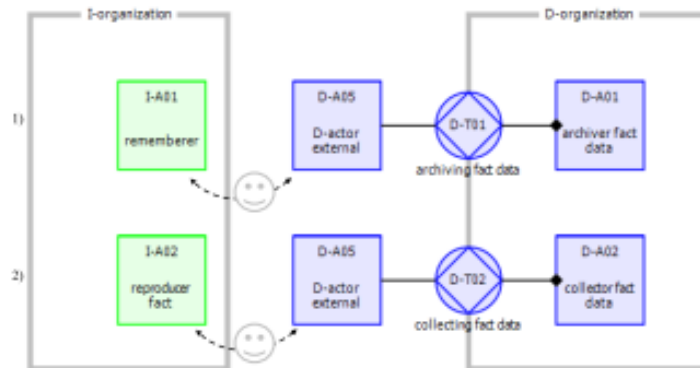 I-organization
D-organization
1)
I-A01
rememberer
D-A05
D-actor
external
D-T01
archiving fact data
D-A01
archiver fact
data
2)
I-A02
reproducer
fact
D-A05
D-actor
external
D-T02
collecting fact data
D-A02
collector fact
data